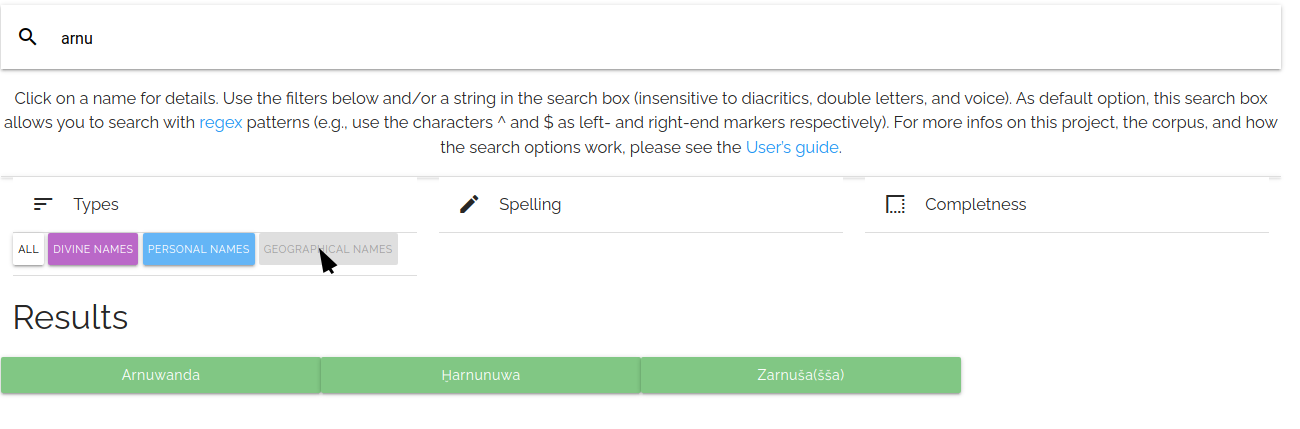 arnu
Click on a name for details. Use the filters below and/or a string in the search box (insensitive to diacritics, double letters, and voice). As default option, this search box
allows you to search with regex patterns (e.g., use the characters ^ and $ as left- and right-end markers respectively). For more infos on this project, the corpus, and how
the search options work, please see the User's guide.
Types Spelling Completness
ALL DIVINE NAMES PERSONAL NAMES GEOGRAPHICAL NAMES
Results
Arnuwanda Ḥarnunuwa Zarnuša(šša)